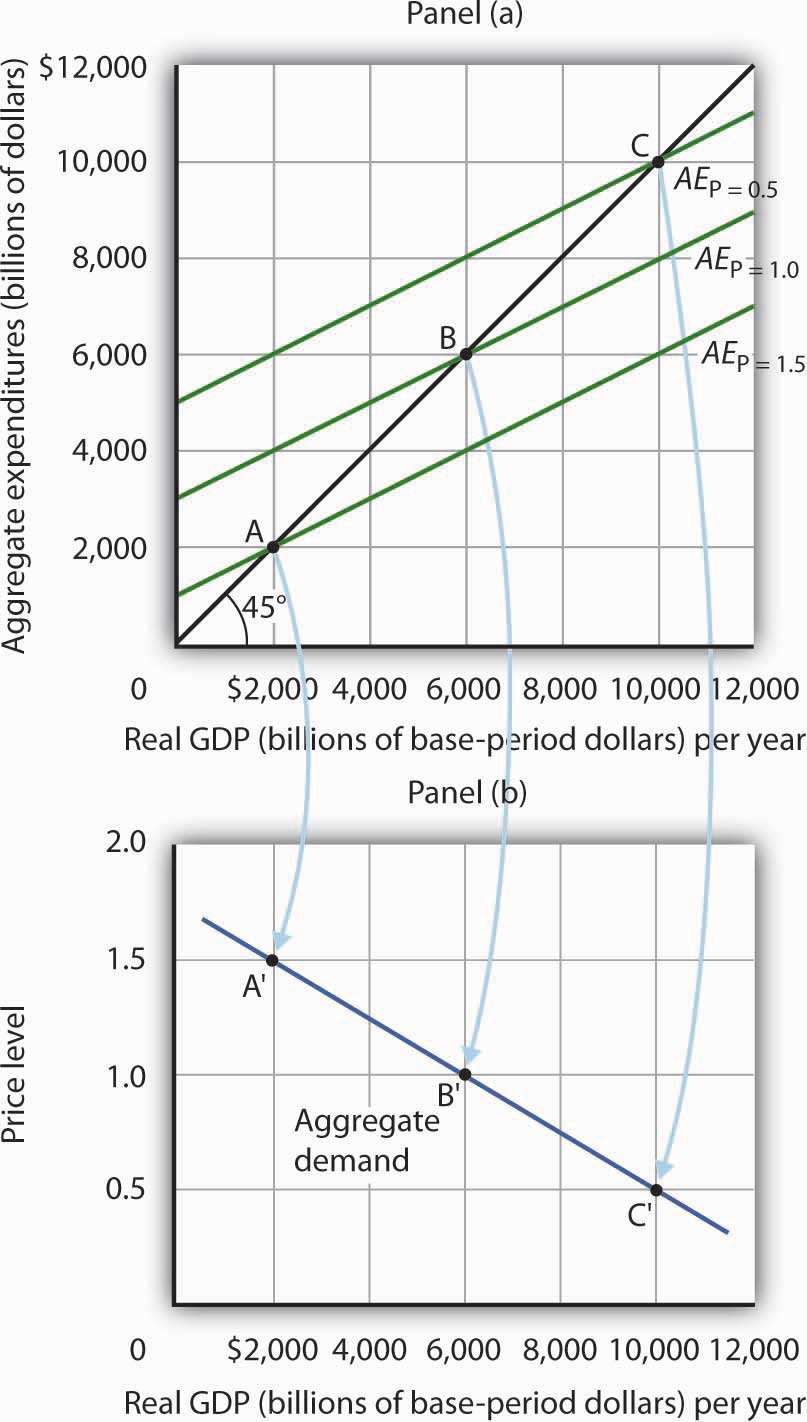 Panel (a)
Aggregate expenditures (billions of dollars)
$12,000
10,000
8,000
6,000
4,000
2,000
0
C
B
A
45°
AEP = 0.5
AEP = 1.0
AEP = 1.5
$2,000 4,000 6,000 8,000 10,000 12,000
Real GDP (billions of base-period dollars) per year
Panel (b)
Price level
2.0
1.5
1.0
0.5
0
A'
B'
C'
Aggregate
demand
$2,000 4,000 6,000 8,000 10,000 12,000
Real GDP (billions of base-period dollars) per year